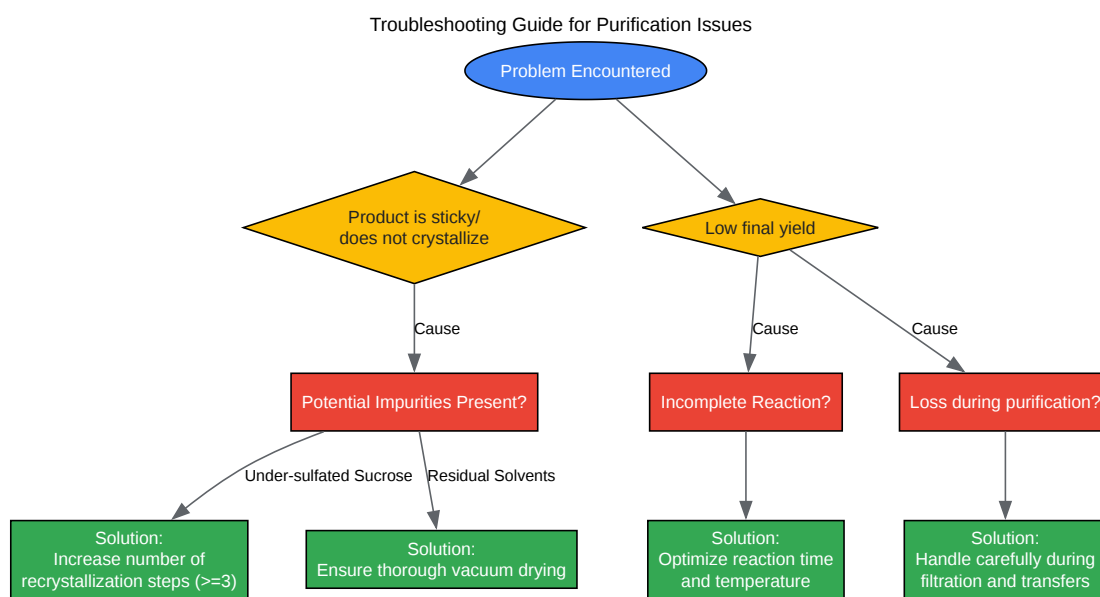 Troubleshooting Guide for Purification Issues
Problem Encountered
Product is sticky/
does not crystallize
Low final yield
Cause
Cause
Cause
Potential Impurities Present?
Incomplete Reaction?
Loss during purification?
Under-sulfated Sucrose
Residual Solvents
Solution:
Increase number of
recrystallization steps (>=3)
Solution:
Ensure thorough vacuum drying
Solution:
Optimize reaction time
and temperature
Solution:
Handle carefully during
filtration and transfers